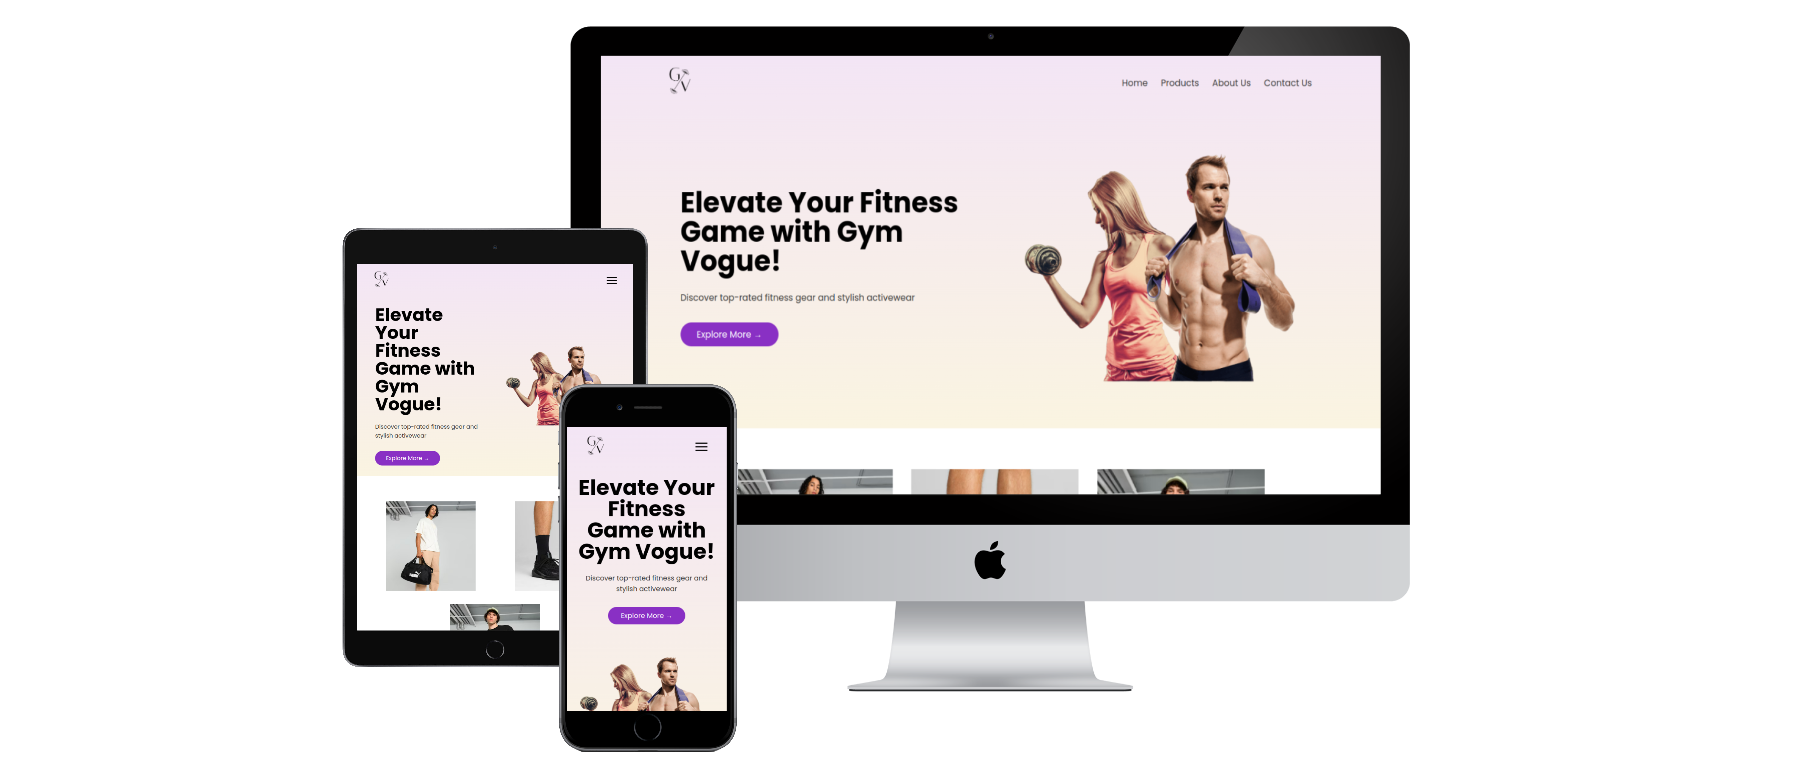 GV
Home Products About Us Contact Us
Elevate Your Fitness
Game with Gym
Vogue!
Discover top-rated fitness gear and stylish activewear
Explore More →
GV
Elevate
Your
Fitness
Game with
Gym
Vogue!
Discover top-rated fitness gear and
stylish activewear
Explore More →
GV
Elevate Your
Fitness
Game with
Gym Vogue!
Discover top-rated fitness gear and
stylish activewear
Explore More →